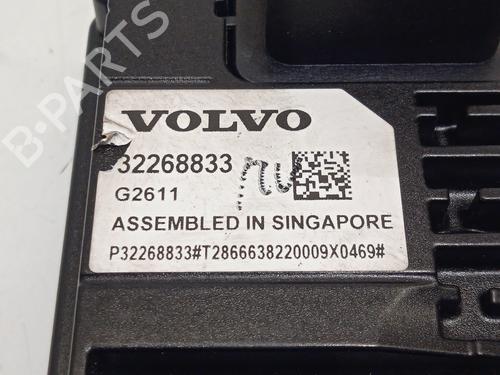 B-PARTS
VOLVO
32268833
G2611
ASSEMBLED IN SINGAPORE
P32268833#T2866638220009X0469#